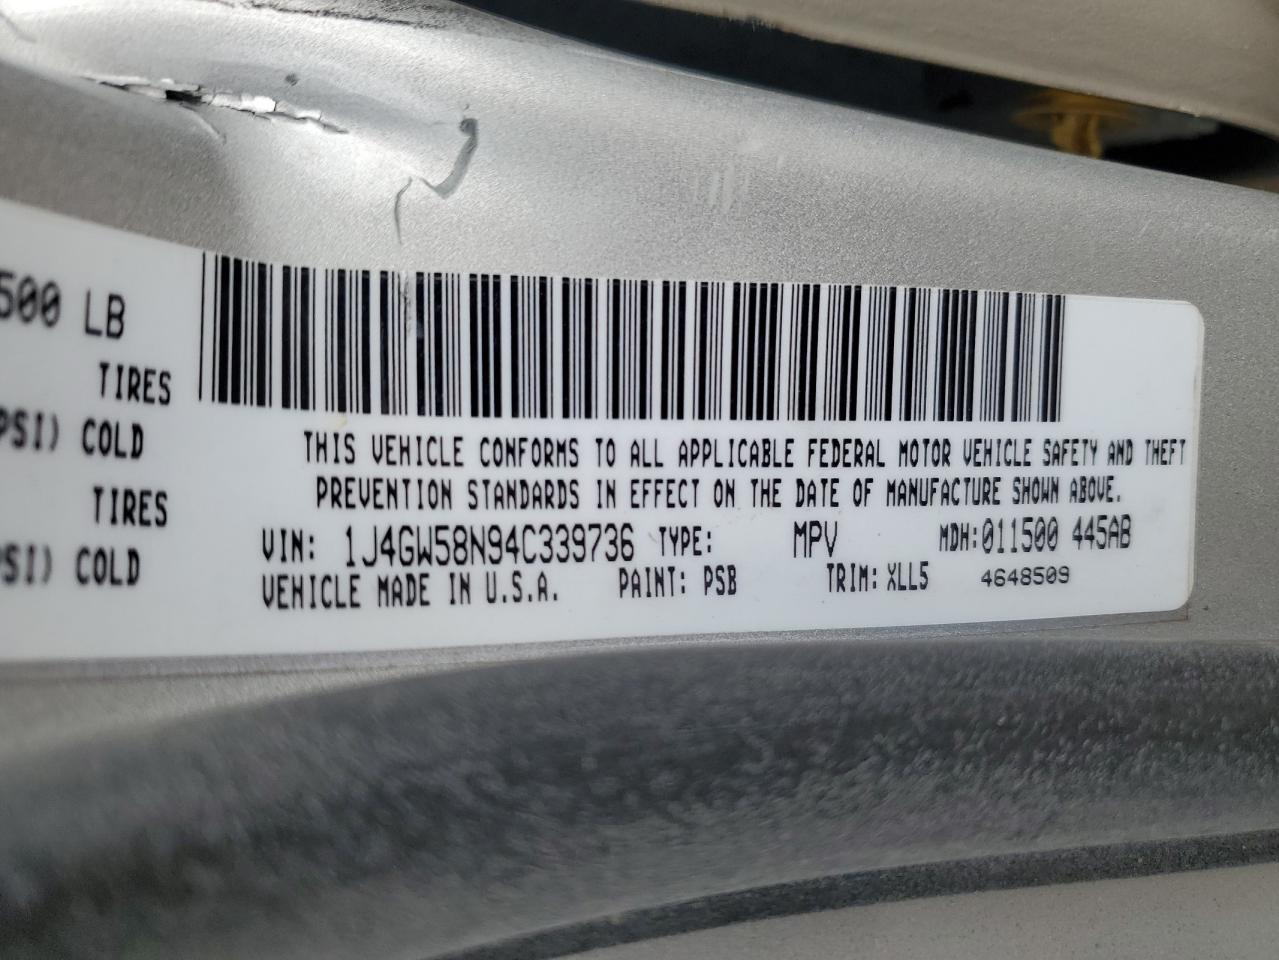 500 LB
TIRES
PSI) COLD
TIRES
SI) COLD
THIS VEHICLE CONFORMS TO ALL APPLICABLE FEDERAL MOTOR VEHICLE SAFETY AND THEFT
PREVENTION STANDARDS IN EFFECT ON THE DATE OF MANUFACTURE SHOWN ABOVE.
VIN: 1J4GW58N94C339736 TYPE: MPV MDH:011500 445AB
VEHICLE MADE IN U.S.A. PAINT: PSB TRIM: XLL5 4648509